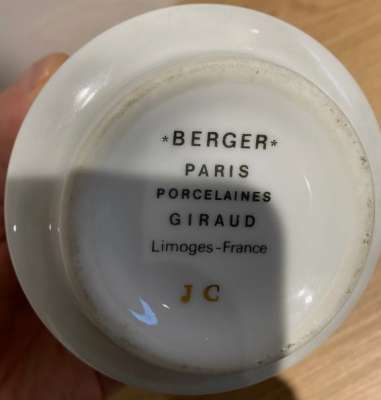 *BERGER*
PARIS
PORCELAINES
GIRAUD
Limoges-France
J C